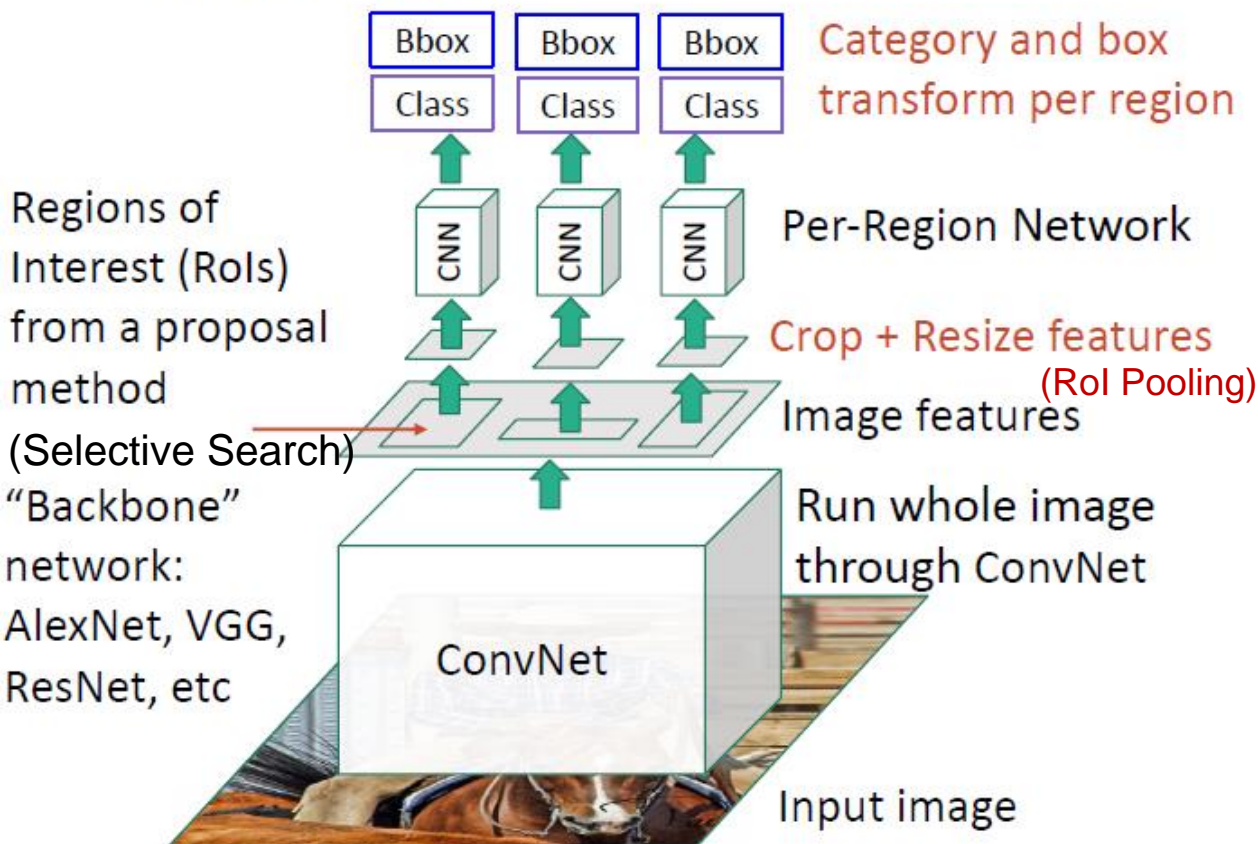 Bbox Bbox Bbox
Class Class Class
Category and box
transform per region
Regions of
Interest (RoIs)
from a proposal
method
(Selective Search)
CNN CNN CNN
Per-Region Network
Crop + Resize features
(RoI Pooling)
Image features
“Backbone”
network:
AlexNet, VGG,
ResNet, etc
Run whole image
through ConvNet
ConvNet
Input image